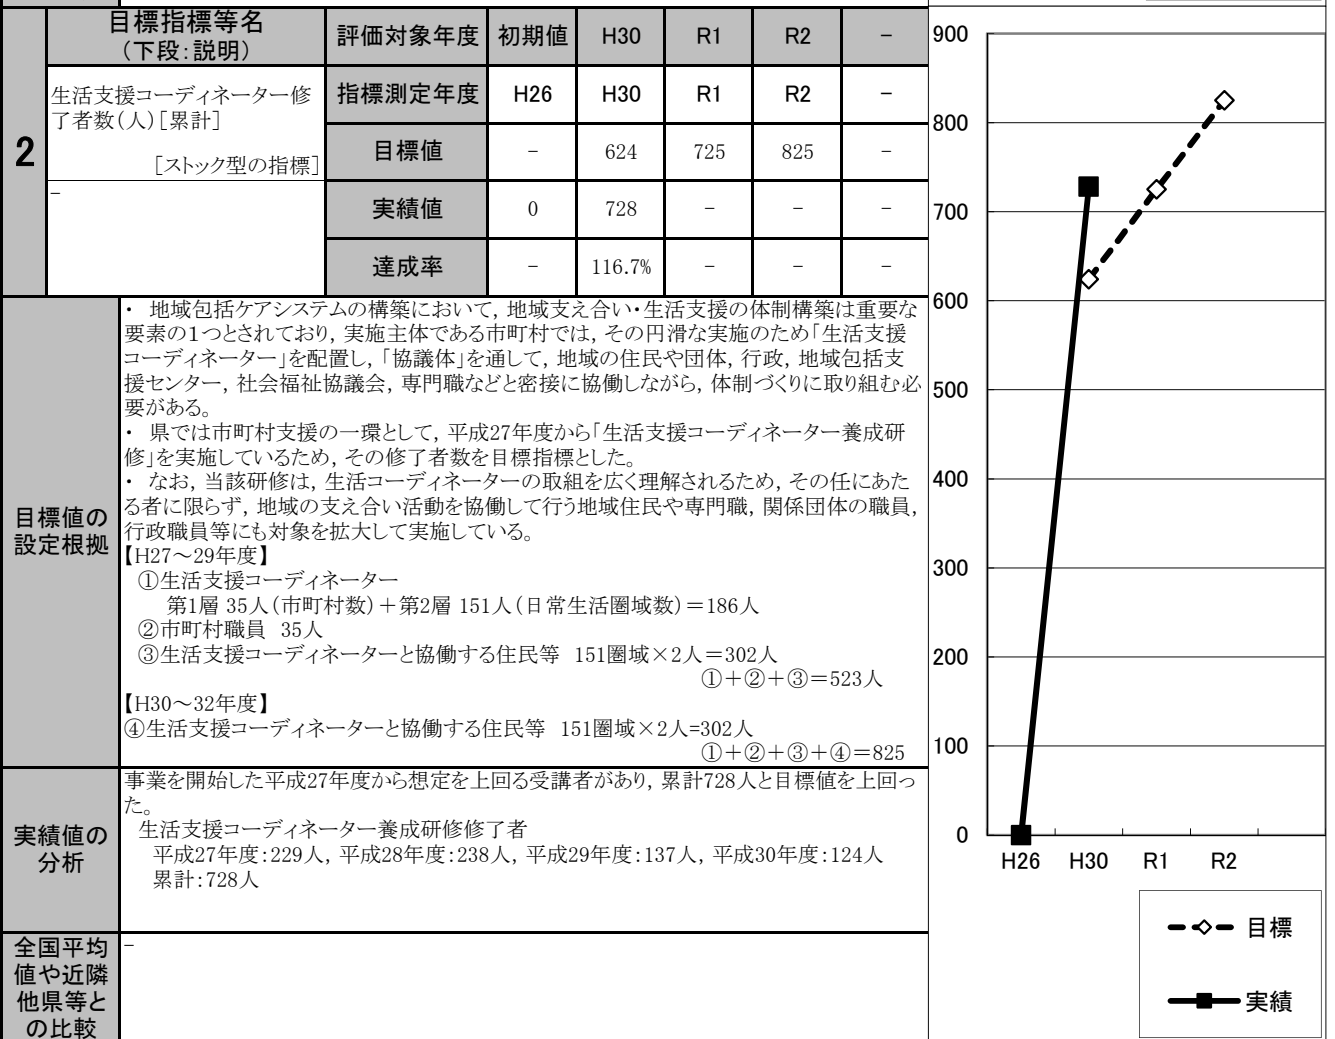 2
目標指標等名
（下段：説明）
評価対象年度 初期値 H30 R1 R2 -
生活支援コーディネーター修
了者数（人）［累計］
［ストック型の指標］
-
指標測定年度 H26 H30 R1 R2 -
目標値 - 624 725 825 -
実績値 0 728 - - -
達成率 - 116.7% - - -
目標値の
設定根拠
・ 地域包括ケアシステムの構築において，地域支え合い・生活支援の体制構築は重要な
要素の１つとされており，実施主体である市町村では，その円滑な実施のため「生活支援
コーディネーター」を配置し，「協議体」を通して，地域の住民や団体，行政，地域包括支
援センター，社会福祉協議会，専門職などと密接に協働しながら，体制づくりに取り組む必
要がある。
・ 県では市町村支援の一環として，平成27年度から「生活支援コーディネーター養成研
修」を実施しているため，その修了者数を目標指標とした。
・ なお，当該研修は，生活コーディネーターの取組を広く理解されるため，その任にあた
る者に限らず，地域の支え合い活動を協働して行う地域住民や専門職，関係団体の職員，
行政職員等にも対象を拡大して実施している。
【H27～29年度】
①生活支援コーディネーター
第1層 35人（市町村数）＋第2層 151人（日常生活圏域数）＝186人
②市町村職員 35人
③生活支援コーディネーターと協働する住民等 151圏域×2人＝302人
①＋②＋③＝523人
【H30～32年度】
④生活支援コーディネーターと協働する住民等 151圏域×2人=302人
①＋②＋③＋④＝825
実績値の
分析
事業を開始した平成27年度から想定を上回る受講者があり，累計728人と目標値を上回っ
た。
生活支援コーディネーター養成研修修了者
平成27年度：229人，平成28年度：238人，平成29年度：137人，平成30年度：124人
累計：728人
全国平均
値や近隣
他県等と
の比較
-
900
800
700
600
500
400
300
200
100
0
H26 H30 R1 R2
目標
実績